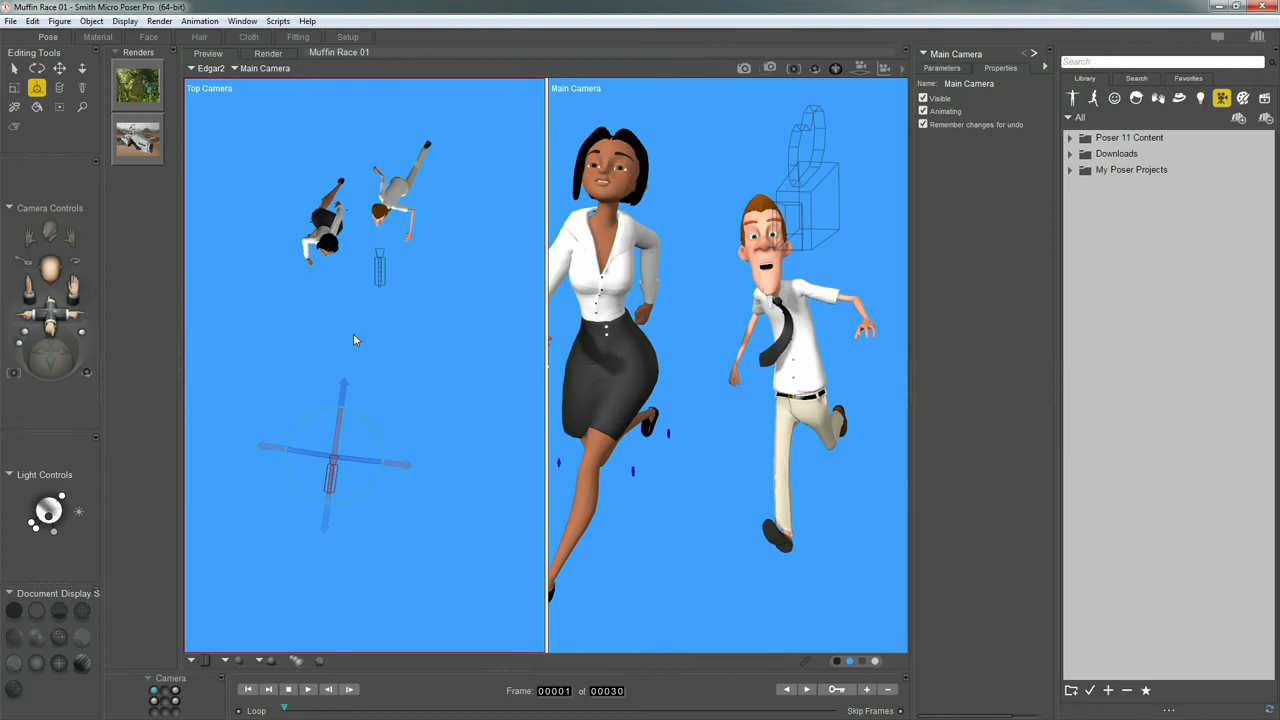 Muffin Race 01 - Smith Micro Poser Pro (64-bit)
File Edit Figure Object Display Render Animation Window Scripts Help
Pose Material Face Hair Cloth Fitting Setup
Editing Tools
Renders
Preview Render Muffin Race 01
Edgar2 Main Camera
Top Camera
Main Camera
Main Camera
Parameters Properties
Name: Main Camera
Visible
Animating
Remember changes for undo
Search
Library Search Favorites
All
Poser 11 Content
Downloads
My Poser Projects
Camera Controls
Light Controls
Document Display S
Camera
Frame: 00001 of 00030
Loop
Skip Frames